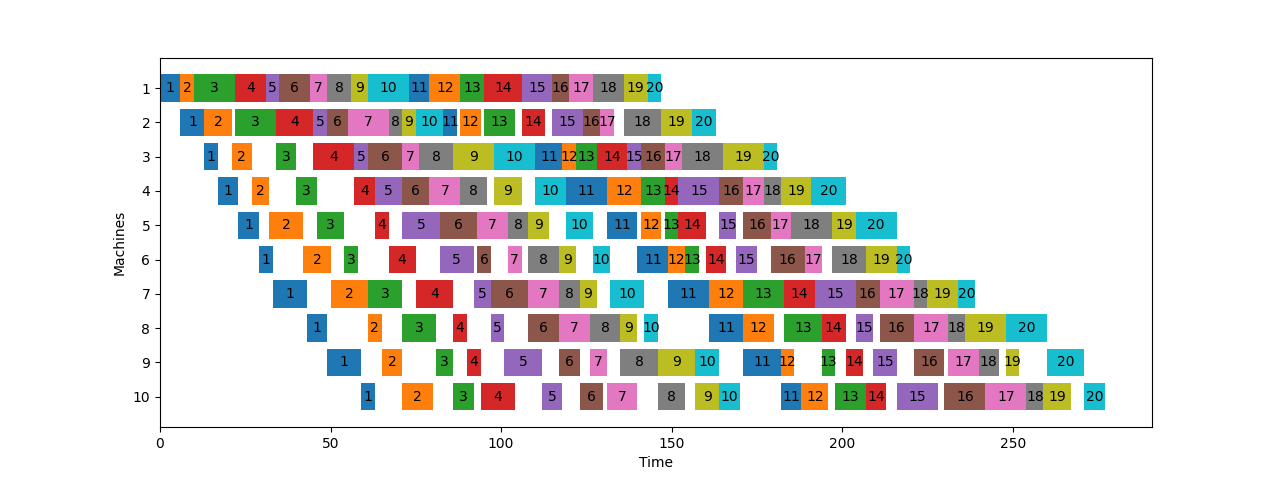 1 1 2 3 4 5 6 7 8 9 10 11 12 13 14 15 16 17 18 19 20
2 1 2 3 4 5 6 7 8 9 10 11 12 13 14 15 16 17 18 19 20
3 1 2 3 4 5 6 7 8 9 10 11 12 13 14 15 16 17 18 19 20
4 1 2 3 4 5 6 7 8 9 10 11 12 13 14 15 16 17 18 19 20
5 1 2 3 4 5 6 7 8 9 10 11 12 13 14 15 16 17 18 19 20
6 1 2 3 4 5 6 7 8 9 10 11 12 13 14 15 16 17 18 19 20
7 1 2 3 4 5 6 7 8 9 10 11 12 13 14 15 16 17 18 19 20
8 1 2 3 4 5 6 7 8 9 10 11 12 13 14 15 16 17 18 19 20
9 1 2 3 4 5 6 7 8 9 10 11 12 13 14 15 16 17 18 19 20
10 1 2 3 4 5 6 7 8 9 10 11 12 13 14 15 16 17 18 19 20
Machines
0 50 100 150 200 250
Time